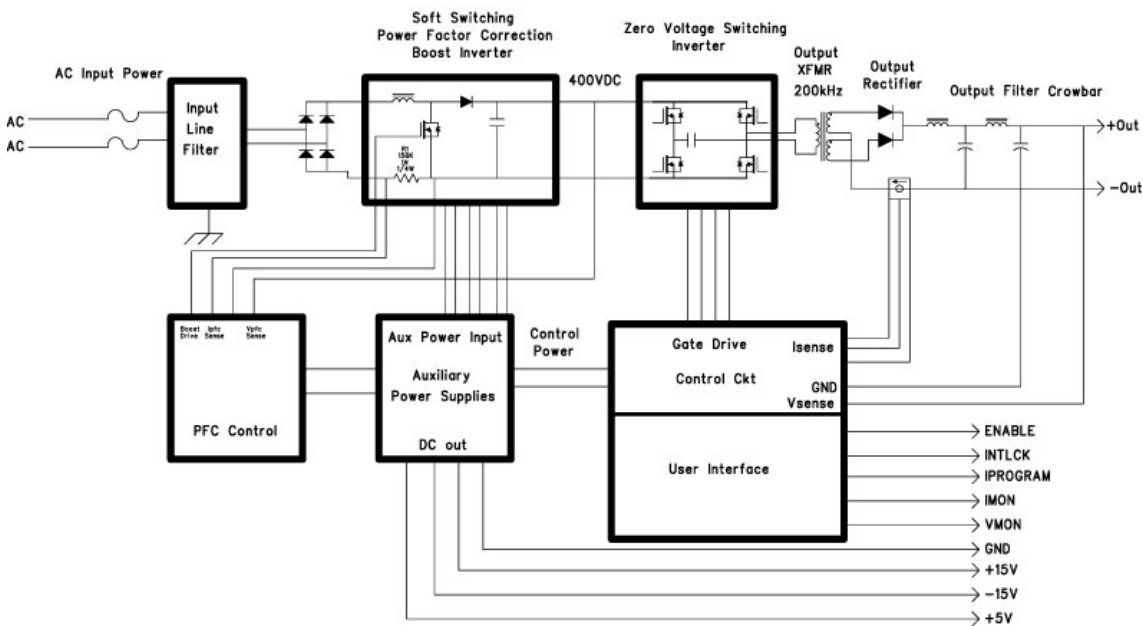 Soft Switching
Power Factor Correction
Boost Inverter
Zero Voltage Switching
Inverter
Output
XFMR
200kHz
Output
Rectifier
AC Input Power
400VDC
Output Filter Crowbar
Input
Line
Filter
AC
AC
+Out
-Out
R1
150K
1%
1/4W
Boost
Drive
Ipfc
Sense
Vpfc
Sense
PFC Control
Aux Power Input
Auxiliary
Power Supplies
DC out
Control
Power
Gate Drive
Isense
Control Ckt
GND
Vsense
User Interface
ENABLE
INTLCK
IPROGRAM
IMON
VMON
GND
+15V
-15V
+5V